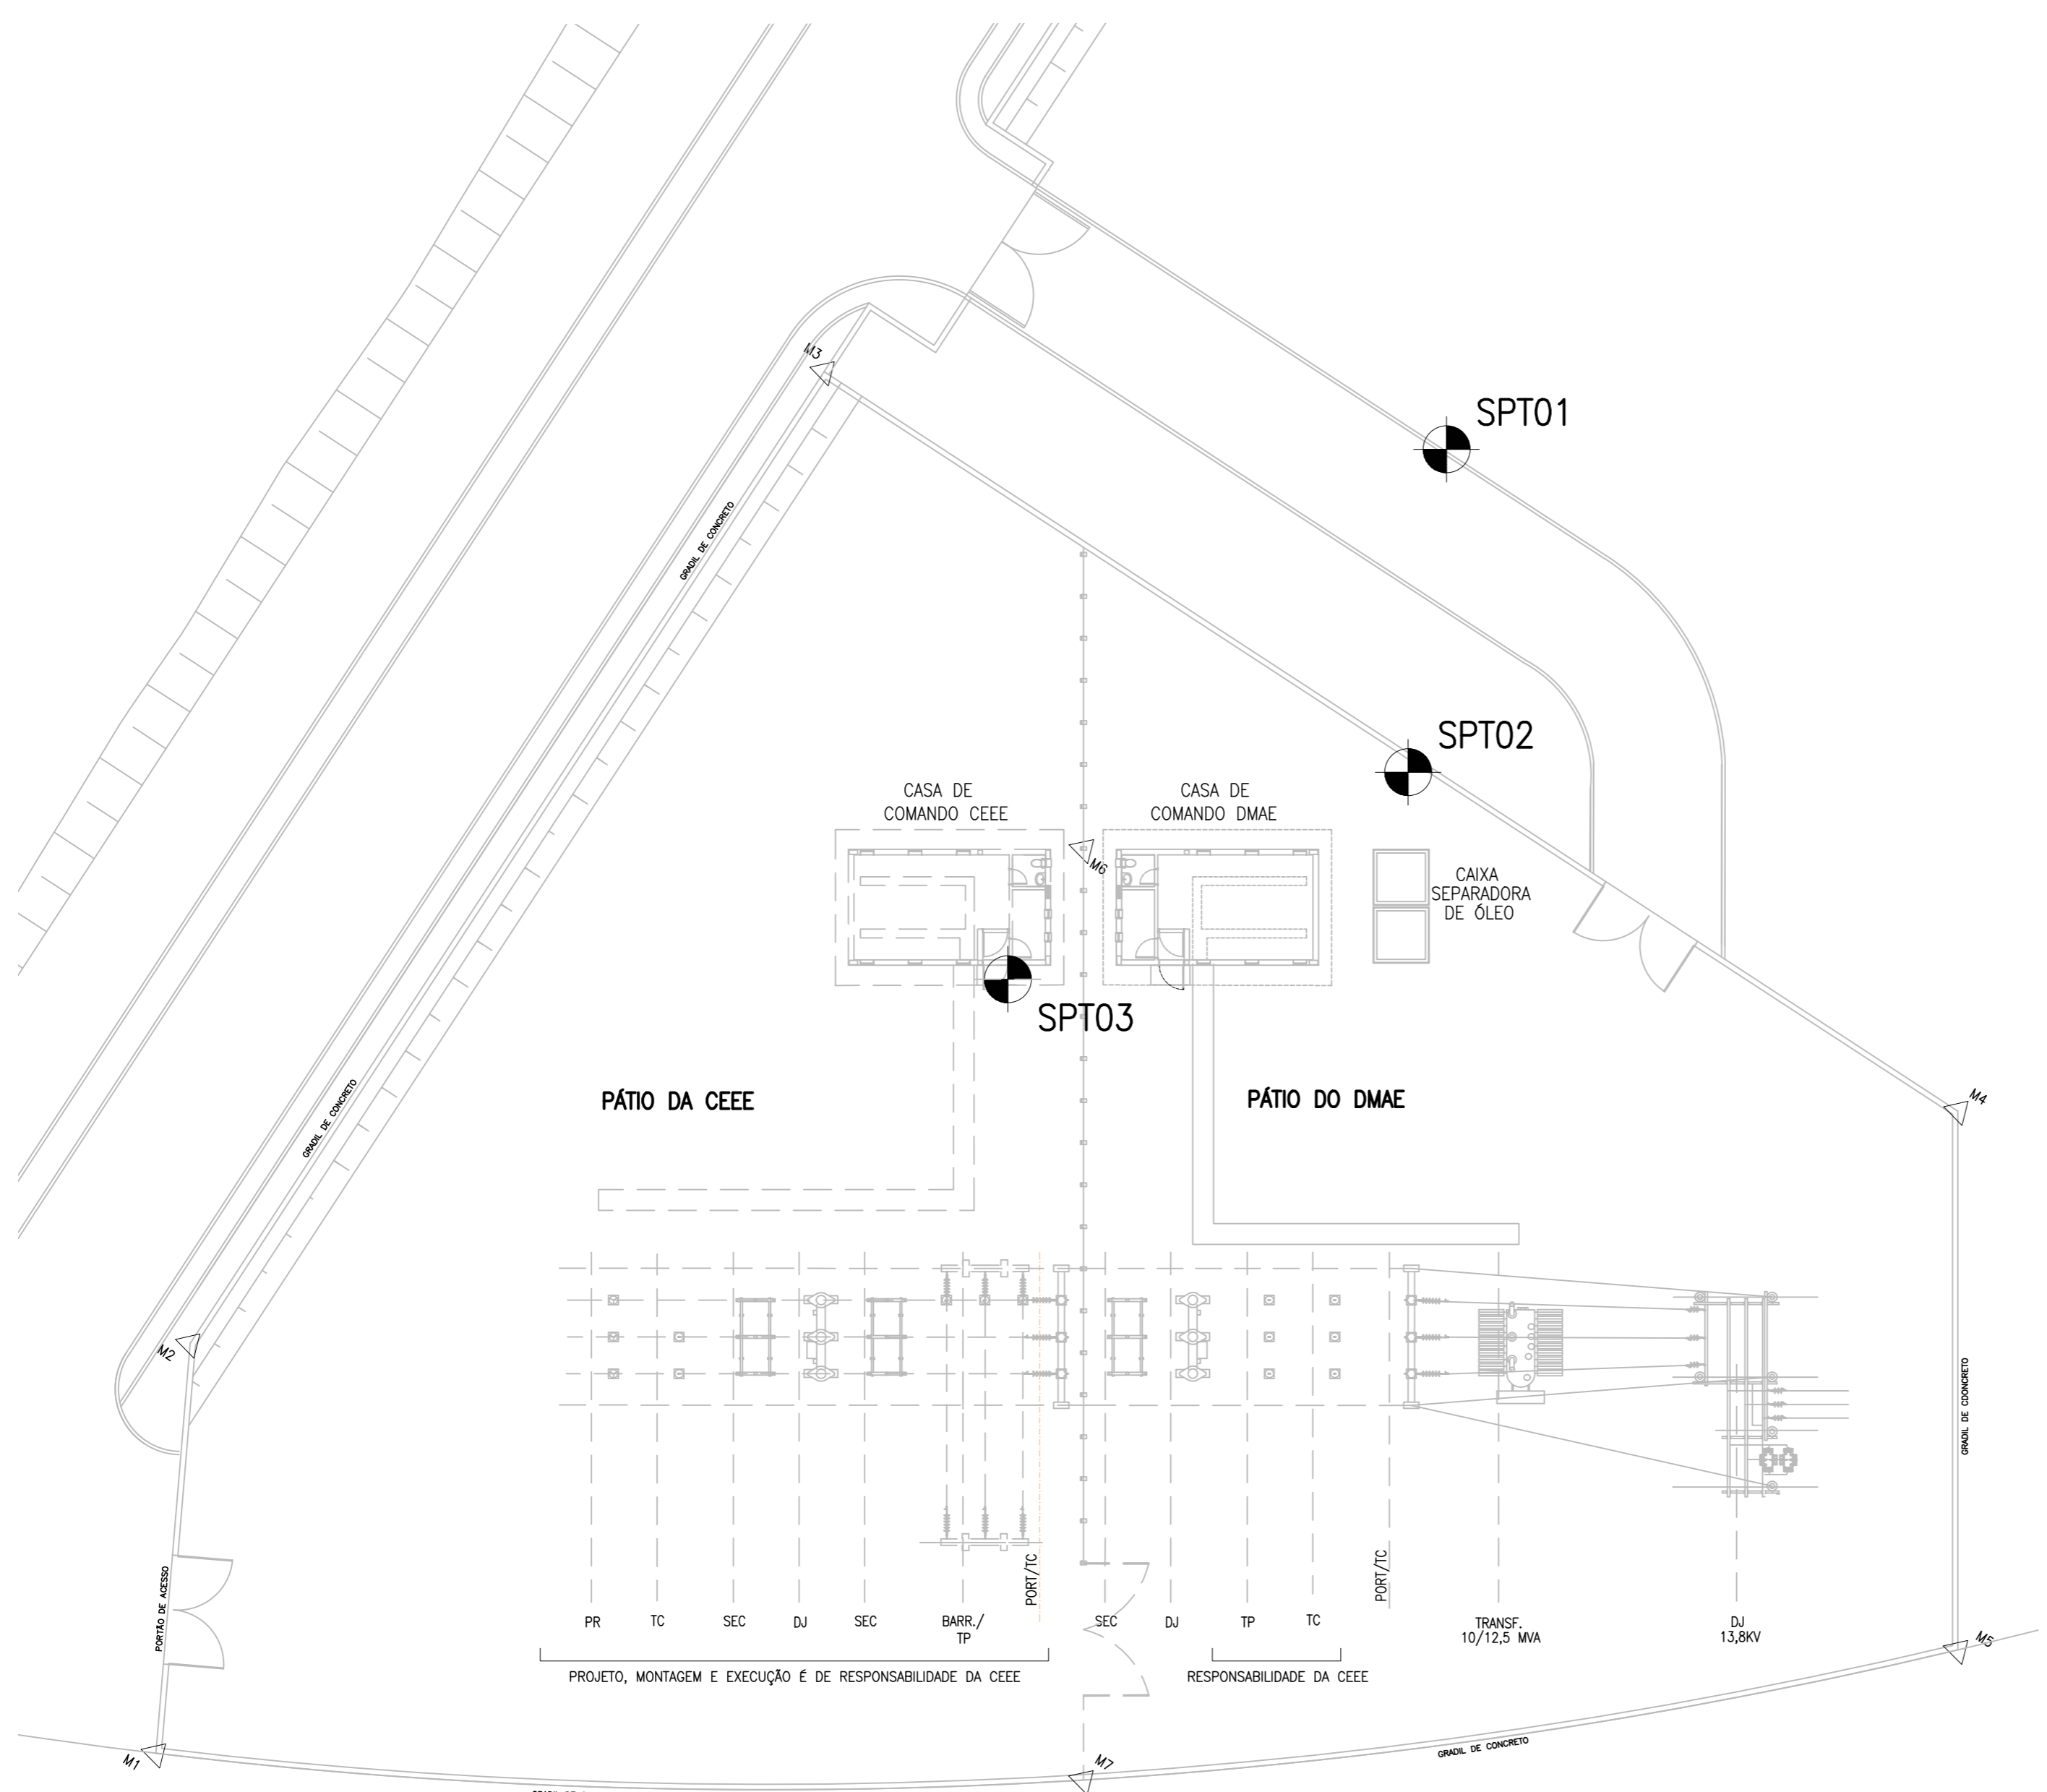 M3
SPT01
GRADIL DE CONCRETO
SPT02
CASA DE
COMANDO CEEE
CASA DE
COMANDO DMAE
M6
CAIXA
SEPARADORA
DE ÓLEO
SPT03
PÁTIO DA CEEE
PÁTIO DO DMAE
M4
GRADIL DE CONCRETO
M2
GRADIL DE CDONCRETO
PORTÃO DE ACESSO
PORT/TC
PORT/TC
PR
TC
SEC
DJ
SEC
BARR./
TP
SEC
DJ
TP
TC
TRANSF.
10/12,5 MVA
DJ
13,8KV
M5
PROJETO, MONTAGEM E EXECUÇÃO É DE RESPONSABILIDADE DA CEEE
RESPONSABILIDADE DA CEEE
M1
M7
GRADIL DE CONCRETO